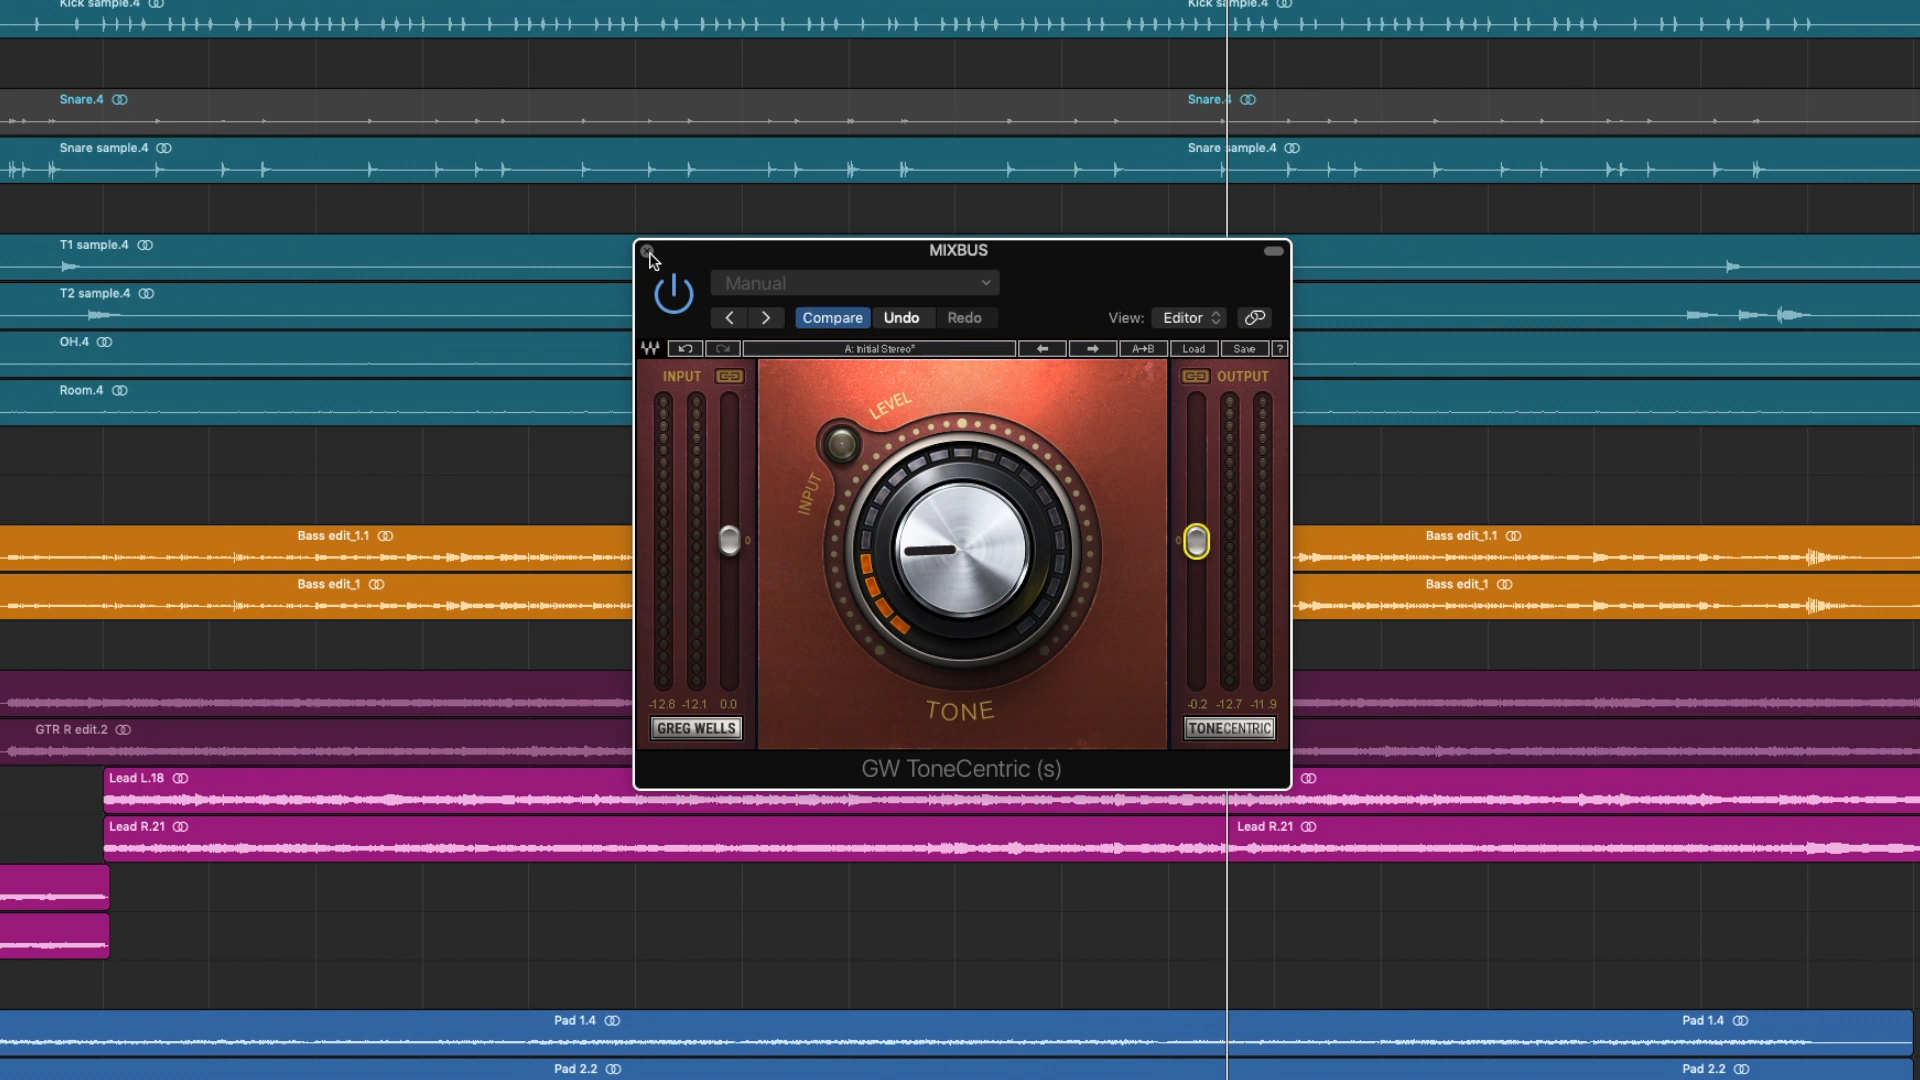 Kick sample.4 Kick sample.4
Snare.4 Snare.4
Snare sample.4 Snare sample.4
T1 sample.4
T2 sample.4
OH.4
Room.4
MIXBUS
Manual
Compare Undo Redo View: Editor
A: Initial Stereo* A→B Load Save ?
INPUT OUTPUT
LEVEL
INPUT
0 0
TONE
-12.8 -12.1 0.0 -0.2 -12.7 -11.9
GREG WELLS TONECENTRIC
GW ToneCentric (s)
Bass edit_1.1 Bass edit_1.1
Bass edit_1 Bass edit_1
GTR R edit.2
Lead L.18
Lead R.21 Lead R.21
Pad 1.4 Pad 1.4
Pad 2.2 Pad 2.2